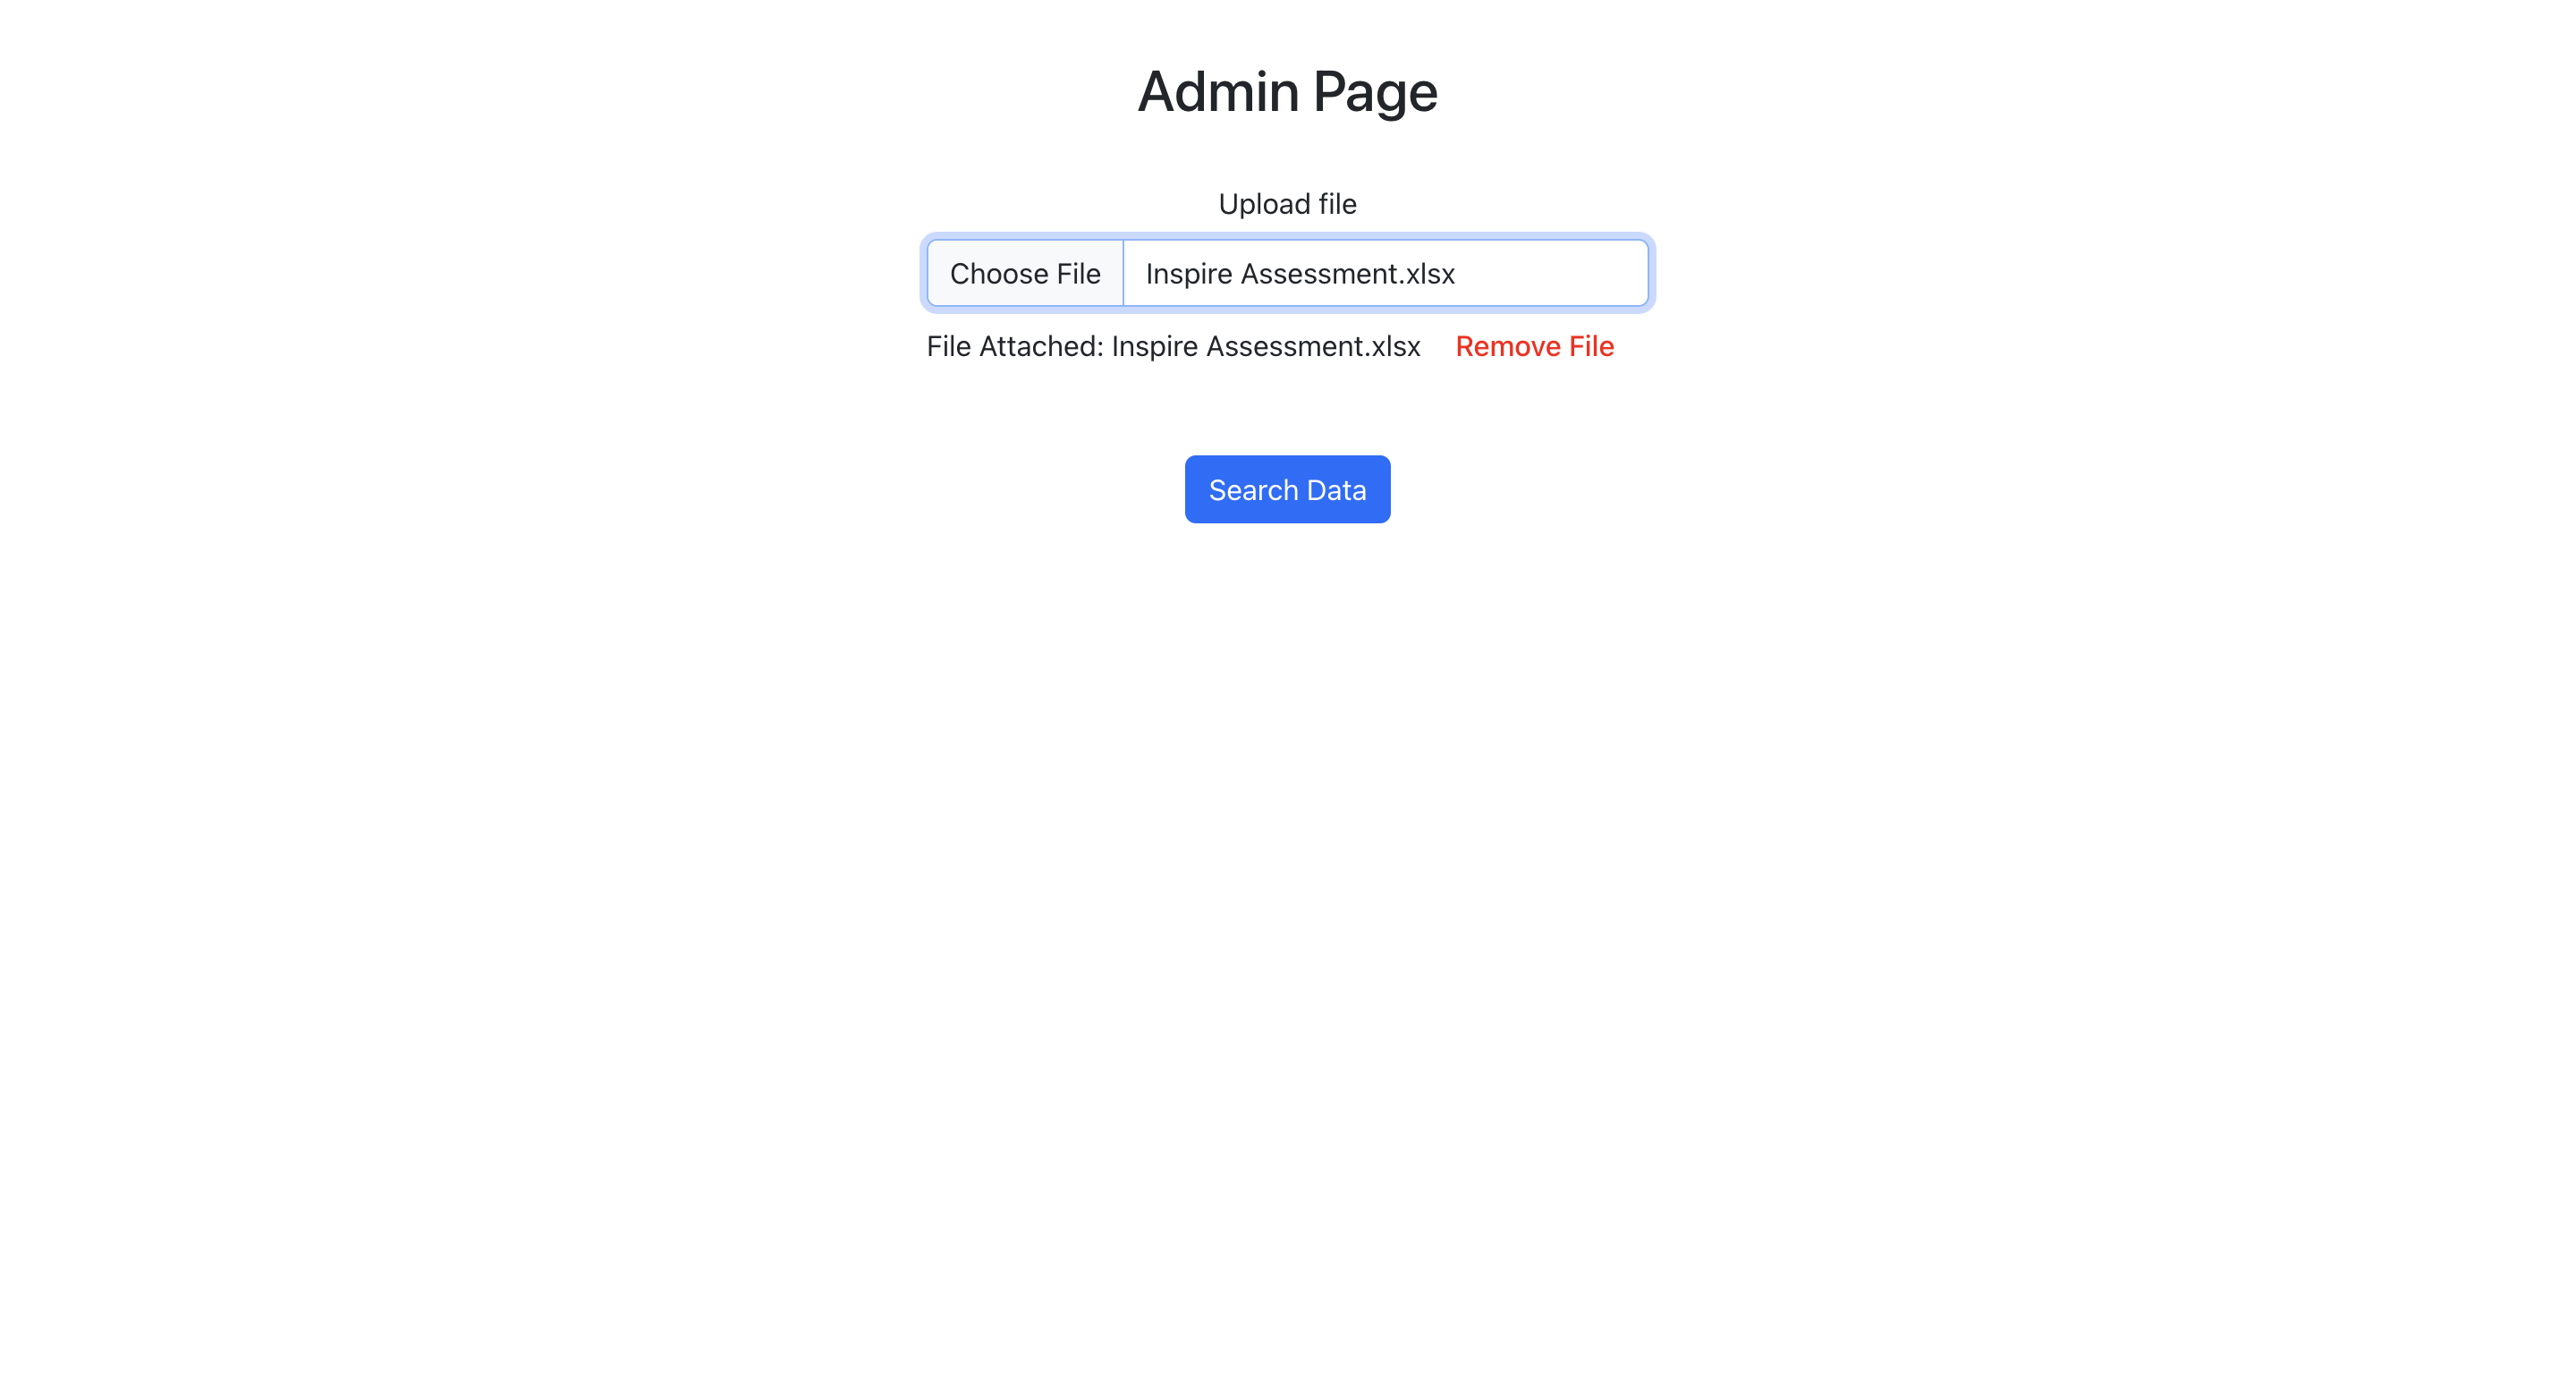 Admin Page
Upload file
Choose File Inspire Assessment.xlsx
File Attached: Inspire Assessment.xlsx Remove File
Search Data